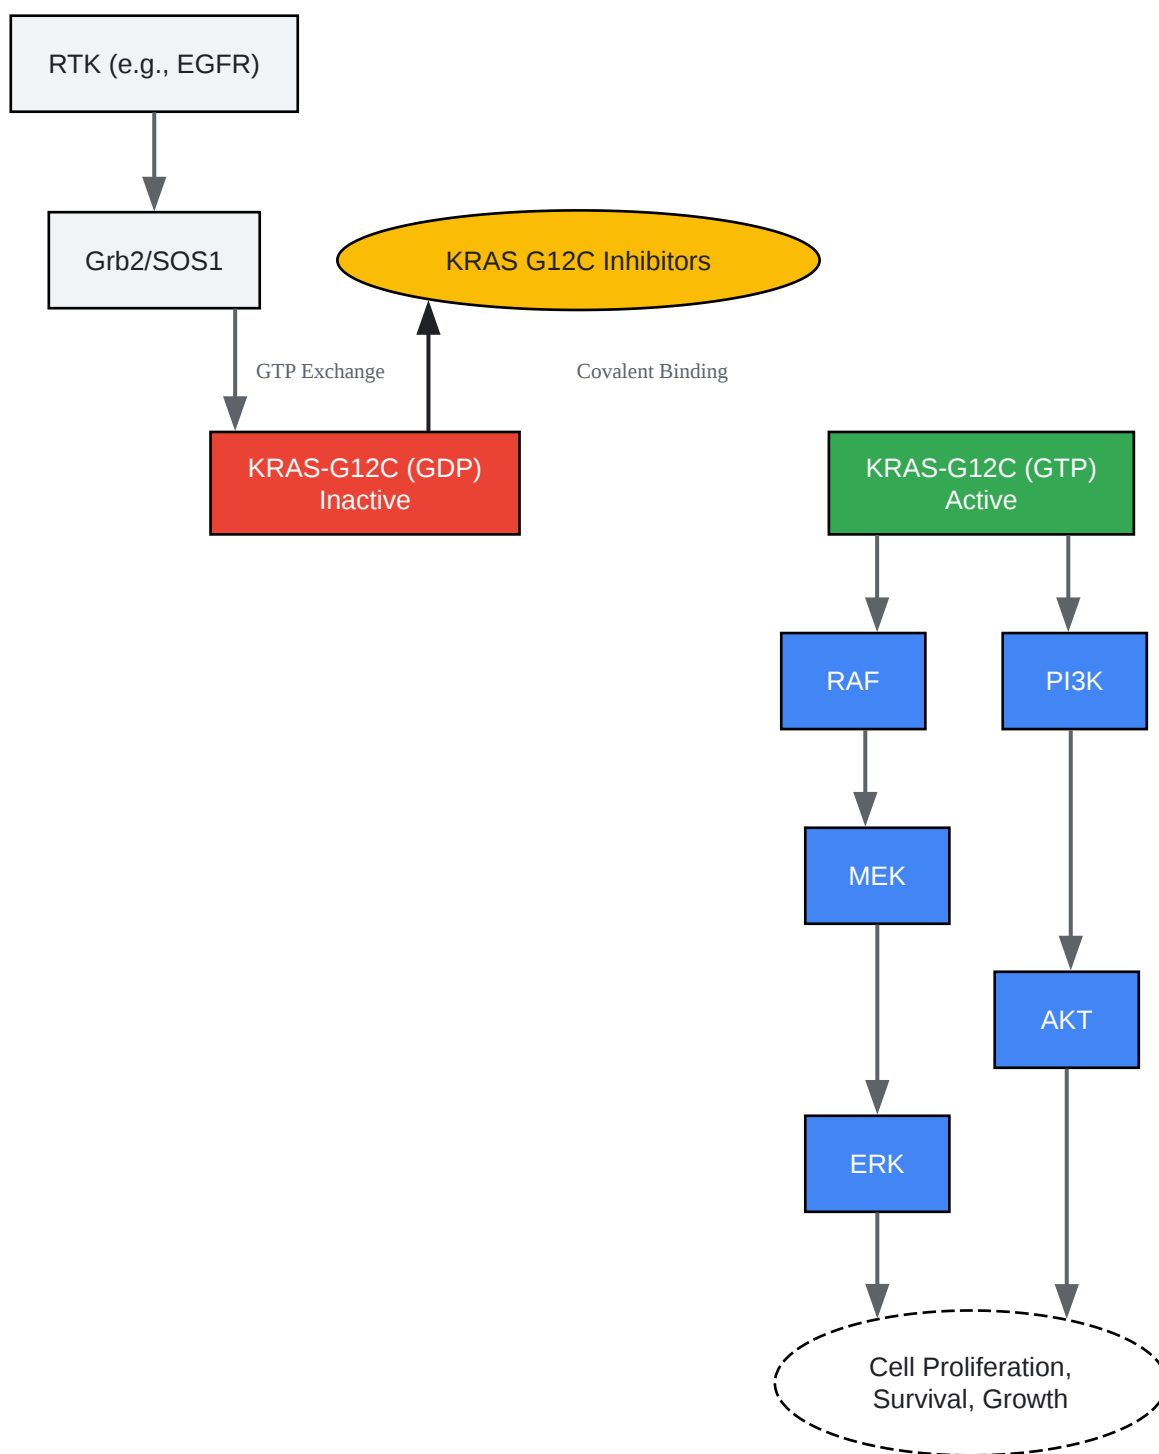 RTK (e.g., EGFR)
Grb2/SOS1
KRAS G12C Inhibitors
GTP Exchange
Covalent Binding
KRAS-G12C (GDP)
Inactive
KRAS-G12C (GTP)
Active
RAF
PI3K
MEK
AKT
ERK
Cell Proliferation,
Survival, Growth